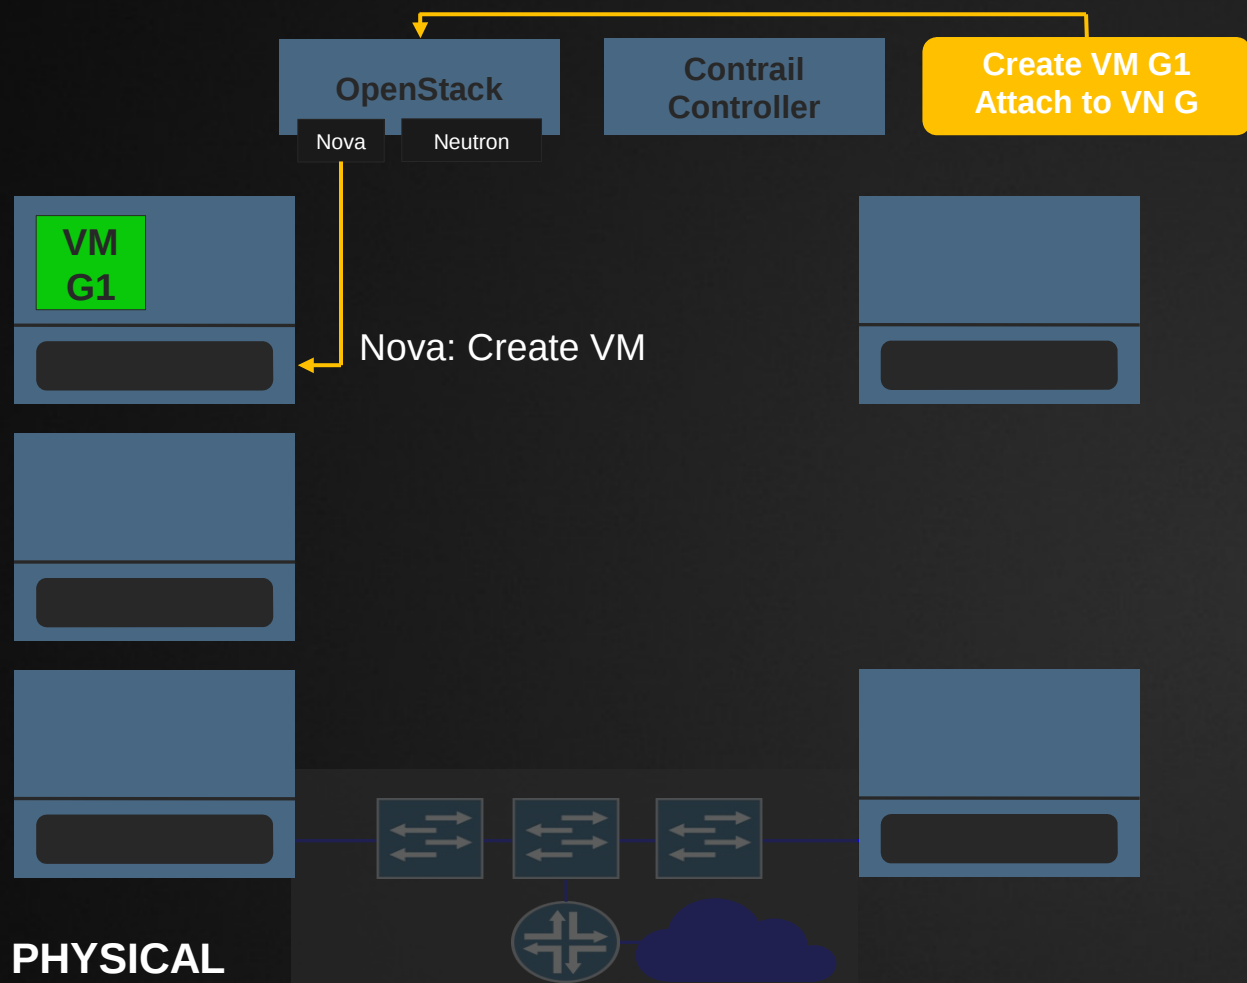 OpenStack
Contrail
Controller
Create VM G1
Attach to VN G
Nova
Neutron
VM
G1
Nova: Create VM
PHYSICAL